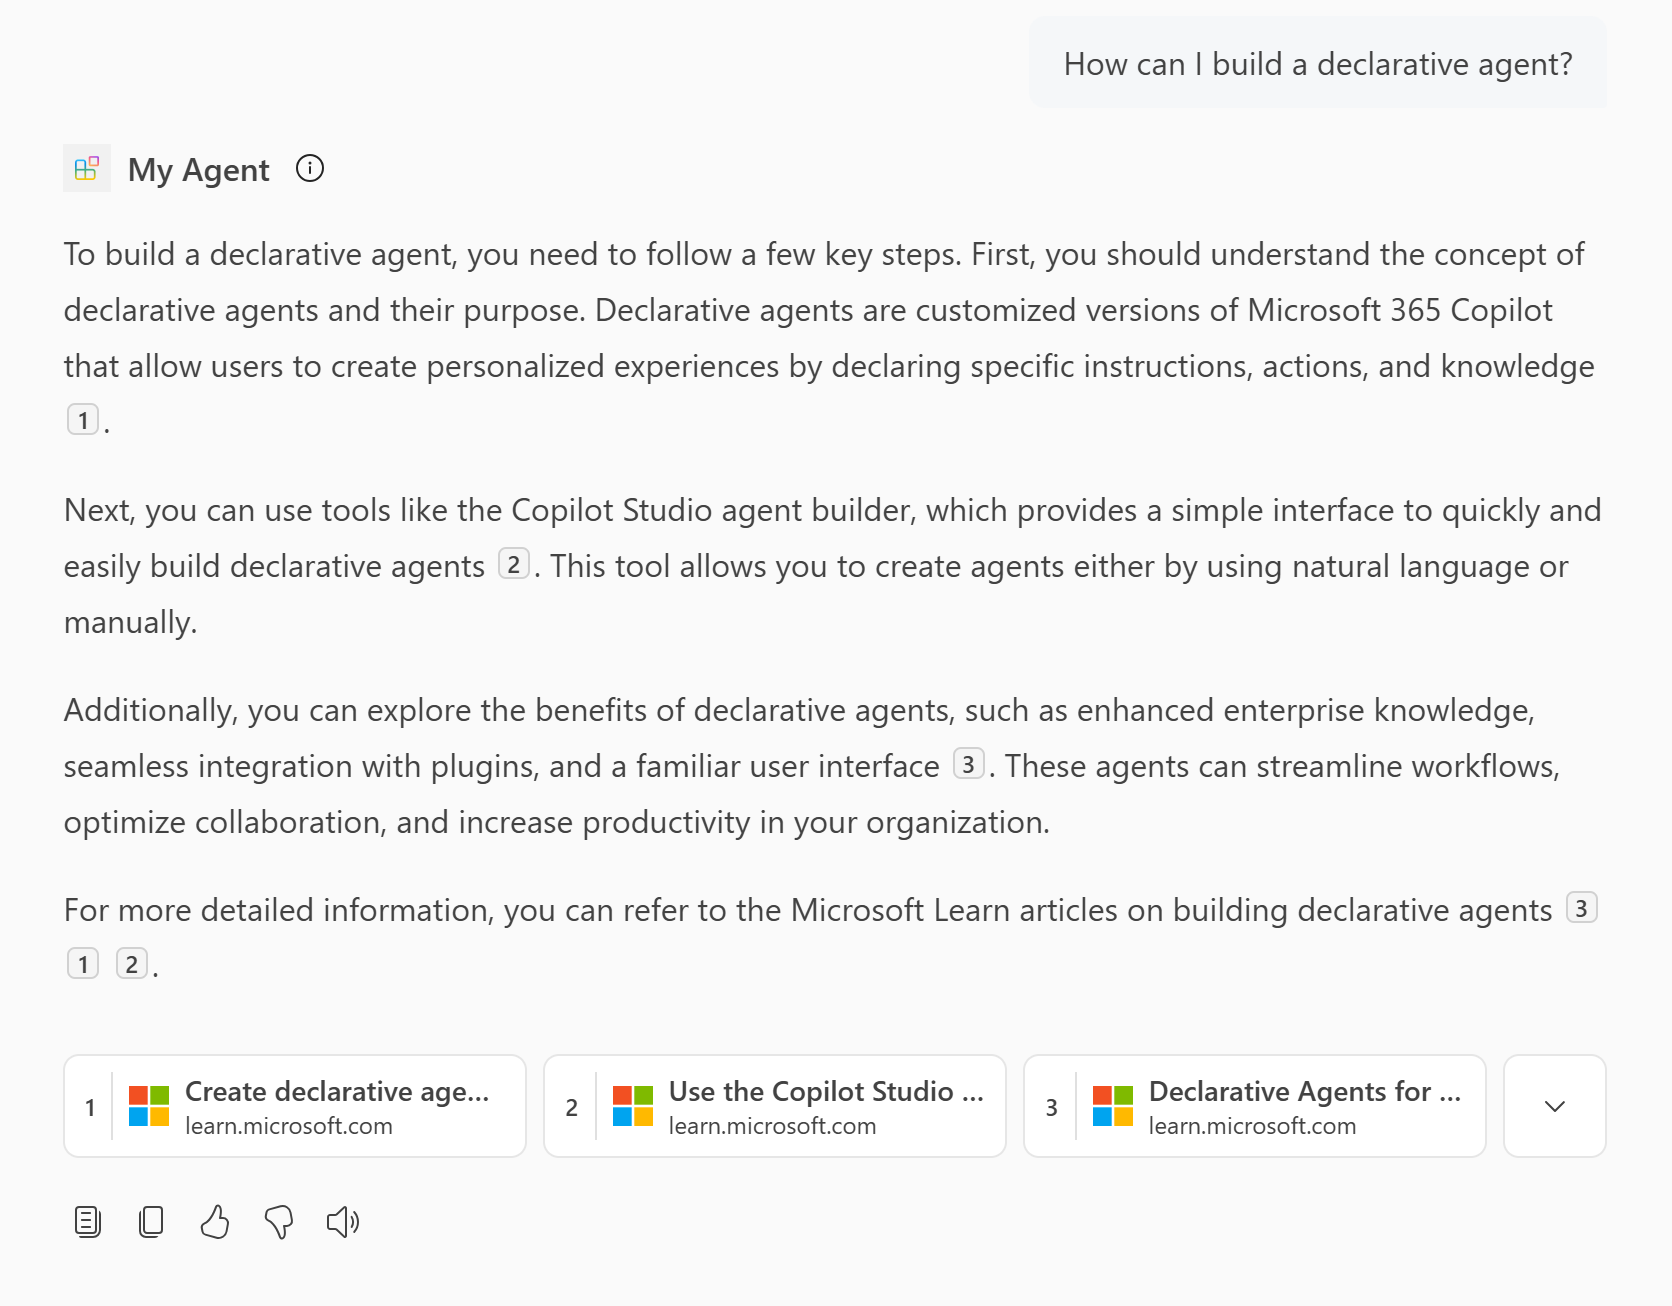 How can I build a declarative agent?
My Agent
To build a declarative agent, you need to follow a few key steps. First, you should understand the concept of
declarative agents and their purpose. Declarative agents are customized versions of Microsoft 365 Copilot
that allow users to create personalized experiences by declaring specific instructions, actions, and knowledge
1.
Next, you can use tools like the Copilot Studio agent builder, which provides a simple interface to quickly and
easily build declarative agents 2. This tool allows you to create agents either by using natural language or
manually.
Additionally, you can explore the benefits of declarative agents, such as enhanced enterprise knowledge,
seamless integration with plugins, and a familiar user interface 3. These agents can streamline workflows,
optimize collaboration, and increase productivity in your organization.
For more detailed information, you can refer to the Microsoft Learn articles on building declarative agents 3
1 2.
1 Create declarative age...
learn.microsoft.com
2 Use the Copilot Studio ...
learn.microsoft.com
3 Declarative Agents for ...
learn.microsoft.com